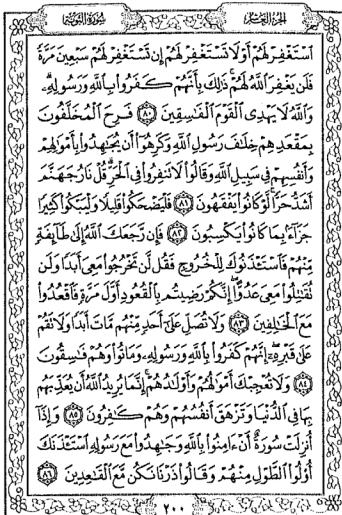 الجزء العاشر
سورة التوبة
ٱسۡتَغۡفِرۡ لَهُمۡ أَوۡ لَا تَسۡتَغۡفِرۡ لَهُمۡ إِن تَسۡتَغۡفِرۡ لَهُمۡ سَبۡعِينَ مَرَّةٗ
فَلَن يَغۡفِرَ ٱللَّهُ لَهُمۡۚ ذَٰلِكَ بِأَنَّهُمۡ كَفَرُواْ بِٱللَّهِ وَرَسُولِهِۦۗ
وَٱللَّهُ لَا يَهۡدِي ٱلۡقَوۡمَ ٱلۡفَٰسِقِينَ ٨٠ فَرِحَ ٱلۡمُخَلَّفُونَ
بِمَقۡعَدِهِمۡ خِلَٰفَ رَسُولِ ٱللَّهِ وَكَرِهُوٓاْ أَن يُجَٰهِدُواْ بِأَمۡوَٰلِهِمۡ
وَأَنفُسِهِمۡ فِي سَبِيلِ ٱللَّهِ وَقَالُواْ لَا تَنفِرُواْ فِي ٱلۡحَرِّۗ قُلۡ نَارُ جَهَنَّمَ
أَشَدُّ حَرّٗاۚ لَّوۡ كَانُواْ يَفۡقَهُونَ ٨١ فَلۡيَضۡحَكُواْ قَلِيلٗا وَلۡيَبۡكُواْ كَثِيرٗا
جَزَآءَۢ بِمَا كَانُواْ يَكۡسِبُونَ ٨٢ فَإِن رَّجَعَكَ ٱللَّهُ إِلَىٰ طَآئِفَةٖ
مِّنۡهُمۡ فَٱسۡتَـٔۡذَنُوكَ لِلۡخُرُوجِ فَقُل لَّن تَخۡرُجُواْ مَعِيَ أَبَدٗا وَلَن
تُقَٰتِلُواْ مَعِيَ عَدُوًّاۖ إِنَّكُمۡ رَضِيتُم بِٱلۡقُعُودِ أَوَّلَ مَرَّةٖ فَٱقۡعُدُواْ
مَعَ ٱلۡخَٰلِفِينَ ٨٣ وَلَا تُصَلِّ عَلَىٰٓ أَحَدٖ مِّنۡهُم مَّاتَ أَبَدٗا وَلَا تَقُمۡ
عَلَىٰ قَبۡرِهِۦٓۖ إِنَّهُمۡ كَفَرُواْ بِٱللَّهِ وَرَسُولِهِۦ وَمَاتُواْ وَهُمۡ فَٰسِقُونَ
٨٤ وَلَا تُعۡجِبۡكَ أَمۡوَٰلُهُمۡ وَأَوۡلَٰدُهُمۡۚ إِنَّمَا يُرِيدُ ٱللَّهُ أَن يُعَذِّبَهُم
بِهَا فِي ٱلدُّنۡيَا وَتَزۡهَقَ أَنفُسُهُمۡ وَهُمۡ كَٰفِرُونَ ٨٥ وَإِذَآ
أُنزِلَتۡ سُورَةٌ أَنۡ ءَامِنُواْ بِٱللَّهِ وَجَٰهِدُواْ مَعَ رَسُولِهِ ٱسۡتَـٔۡذَنَكَ
أُوْلُواْ ٱلطَّوۡلِ مِنۡهُمۡ وَقَالُواْ ذَرۡنَا نَكُن مَّعَ ٱلۡقَٰعِدِينَ ٨٦
٢٠٠